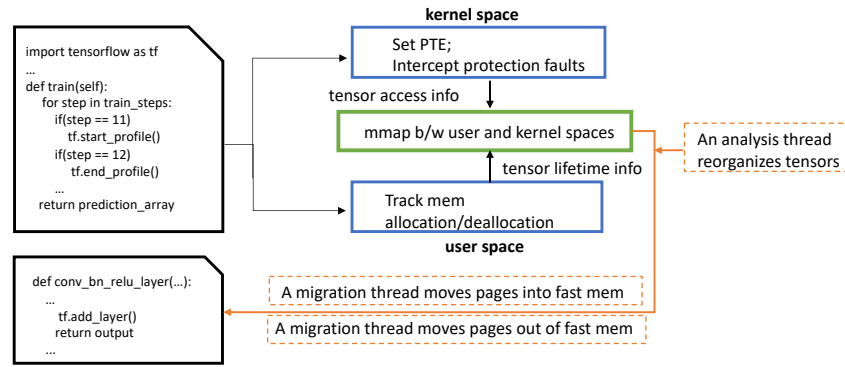 import tensorflow as tf
...
def train(self):
for step in train_steps:
if(step == 11)
tf.start_profile()
if(step == 12)
tf.end_profile()
...
return prediction_array
kernel space
Set PTE;
Intercept protection faults
tensor access info
mmap b/w user and kernel spaces
tensor lifetime info
Track mem
allocation/deallocation
user space
An analysis thread
reorganizes tensors
def conv_bn_relu_layer(...):
...
tf.add_layer()
return output
...
A migration thread moves pages into fast mem
A migration thread moves pages out of fast mem